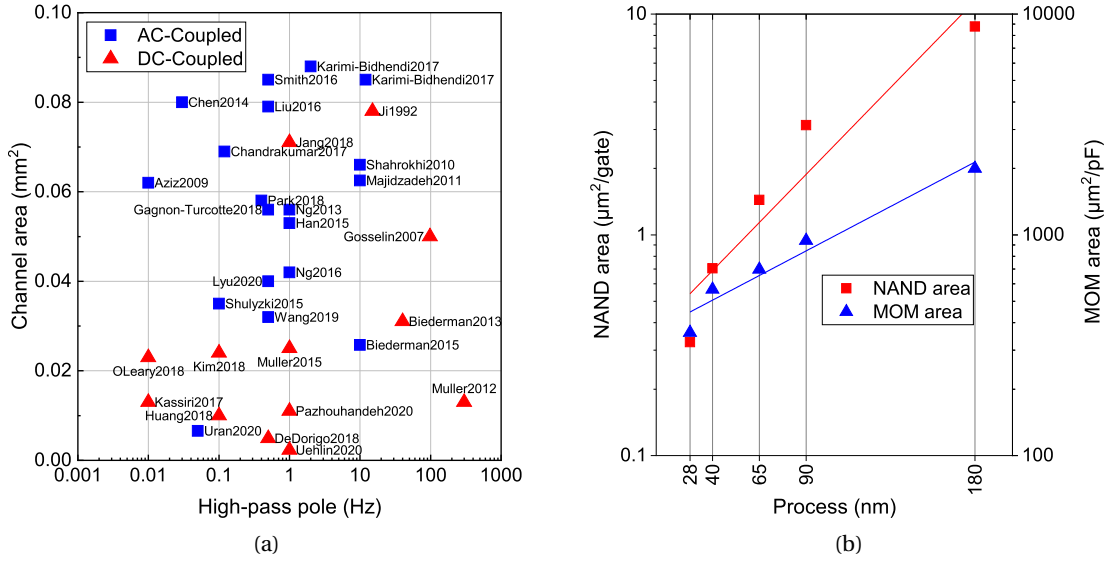 0.10
0.08
0.06
0.04
0.02
0.00
Channel area (mm²)
AC-Coupled
DC-Coupled
Karimi-Bidhendi2017
Smith2016
Karimi-Bidhendi2017
Chen2014
Liu2016
Ji1992
Jang2018
Chandrakumar2017
Shahrokhi2010
Aziz2009
Majidzadeh2011
Park2018
Gagnon-Turcotte2018
Ng2013
Han2015
Gosselin2007
Ng2016
Lyu2020
Shulyzki2015
Wang2019
Biederman2013
Biederman2015
OLeary2018
Kim2018
Muller2015
Muller2012
Kassiri2017
Huang2018
Pazhouhandeh2020
Uran2020
DeDorigo2018
Uehlin2020
0.001 0.01 0.1 1 10 100 1000
High-pass pole (Hz)
(a)
10
1
0.1
NAND area (µm²/gate)
NAND area
MOM area
10000
1000
100
MOM area (µm²/pF)
28 40 65 90 180
Process (nm)
(b)